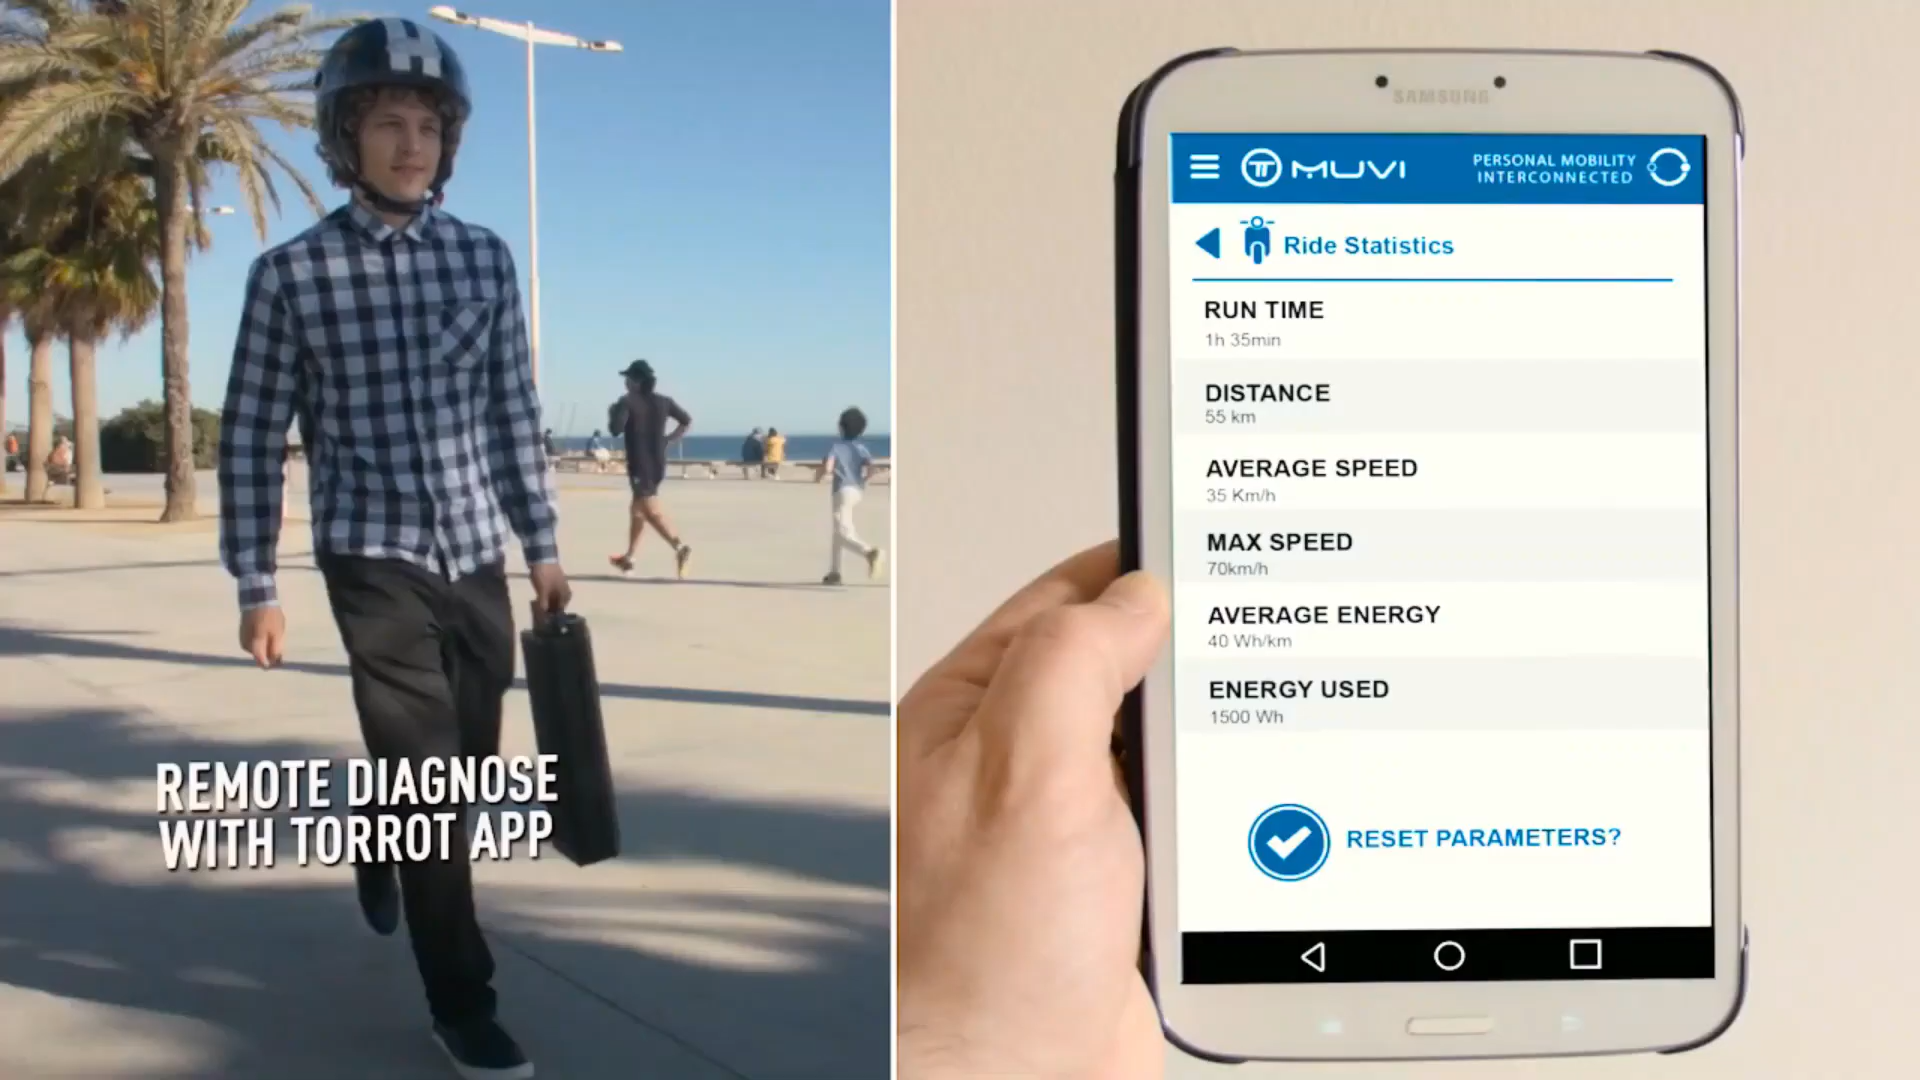 REMOTE DIAGNOSE
WITH TORROT APP
SAMSUNG
MUVI
PERSONAL MOBILITY
INTERCONNECTED
Ride Statistics
RUN TIME
1h 35min
DISTANCE
55 km
AVERAGE SPEED
35 Km/h
MAX SPEED
70km/h
AVERAGE ENERGY
40 Wh/km
ENERGY USED
1500 Wh
RESET PARAMETERS?